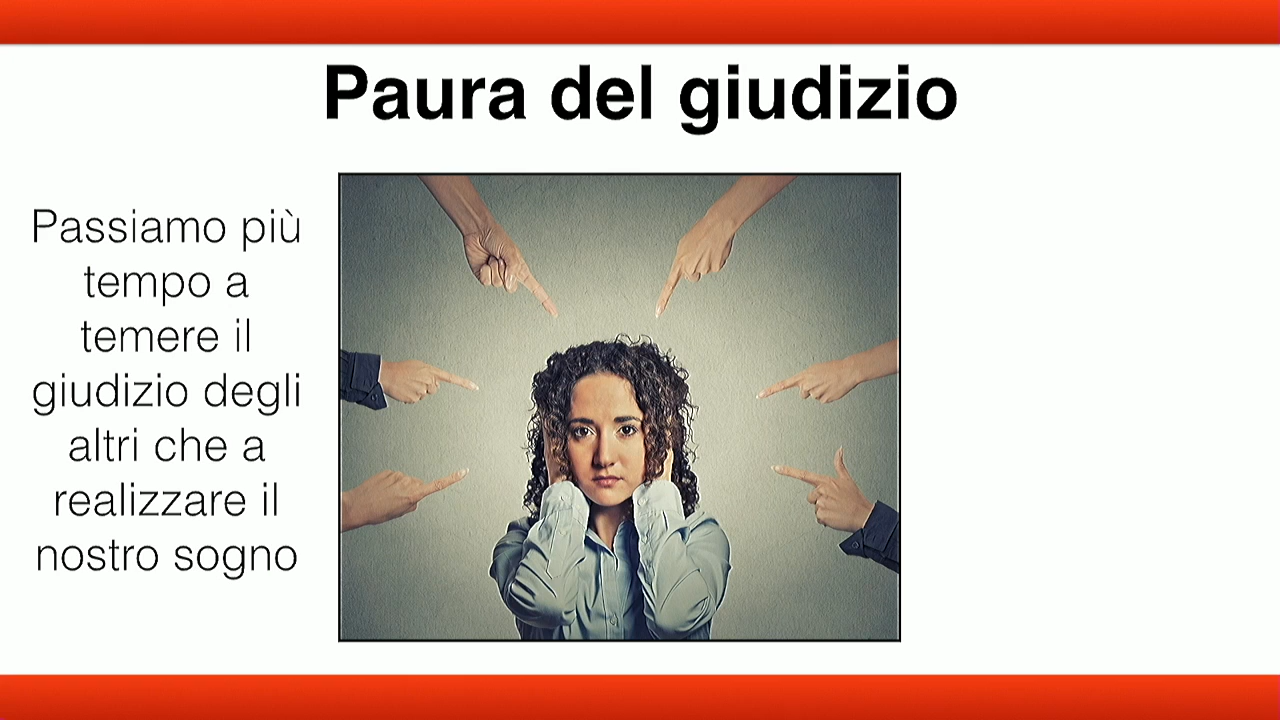 Paura del giudizio
Passiamo più
tempo a
temere il
giudizio degli
altri che a
realizzare il
nostro sogno